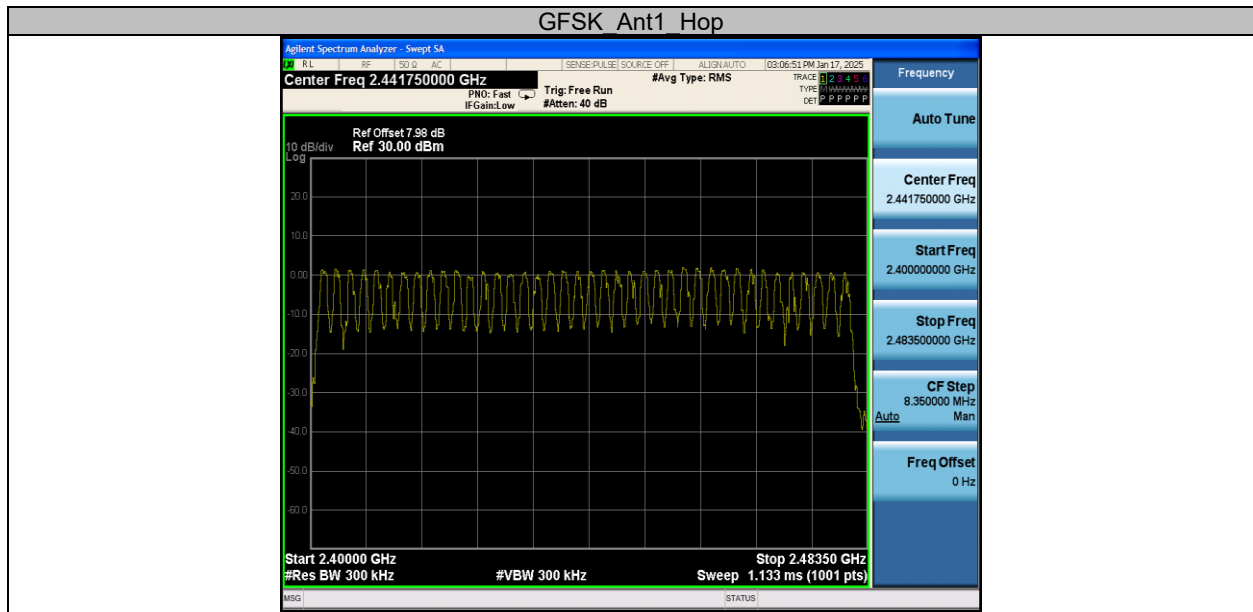 GFSK_Ant1_Hop
Agilent Spectrum Analyzer - Swept SA
RL RF 50 Ω AC SENSE:PULSE SOURCE OFF ALIGN AUTO 03:06:51 PM Jan 17, 2025
Center Freq 2.441750000 GHz
PNO: Fast
IFGain:Low
Trig: Free Run
#Atten: 40 dB
#Avg Type: RMS
TRACE 1 2 3 4 5 6
TYPE
DET P P P P P P
Ref Offset 7.98 dB
10 dB/div Ref 30.00 dBm
Log
20.0
10.0
0.00
-10.0
-20.0
-30.0
-40.0
-50.0
-60.0
Start 2.40000 GHz Stop 2.48350 GHz
#Res BW 300 kHz #VBW 300 kHz Sweep 1.133 ms (1001 pts)
MSG STATUS
Frequency
Auto Tune
Center Freq
2.441750000 GHz
Start Freq
2.400000000 GHz
Stop Freq
2.483500000 GHz
CF Step
8.350000 MHz
Auto Man
Freq Offset
0 Hz